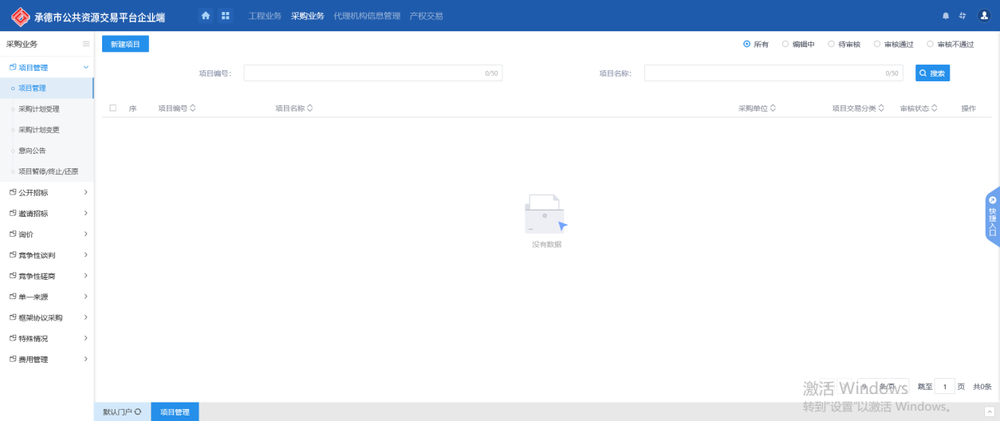 承德市公共资源交易平台企业端
工程业务 采购业务 代理机构信息管理 产权交易
采购业务
项目管理
项目管理
采购计划受理
采购计划变更
意向公告
项目暂停/终止/还原
公开招标
邀请招标
询价
竞争性谈判
竞争性磋商
单一来源
框架协议采购
特殊情况
费用管理
新建项目
所有 编辑中 待审核 审核通过 审核不通过
项目编号: 0/50 项目名称: 0/50 搜索
序 项目编号 项目名称 采购单位 项目交易分类 审核状态 操作
没有数据
快捷入口
条/页 跳至 1 页 共0条
激活 Windows
转到"设置"以激活 Windows。
默认门户 项目管理